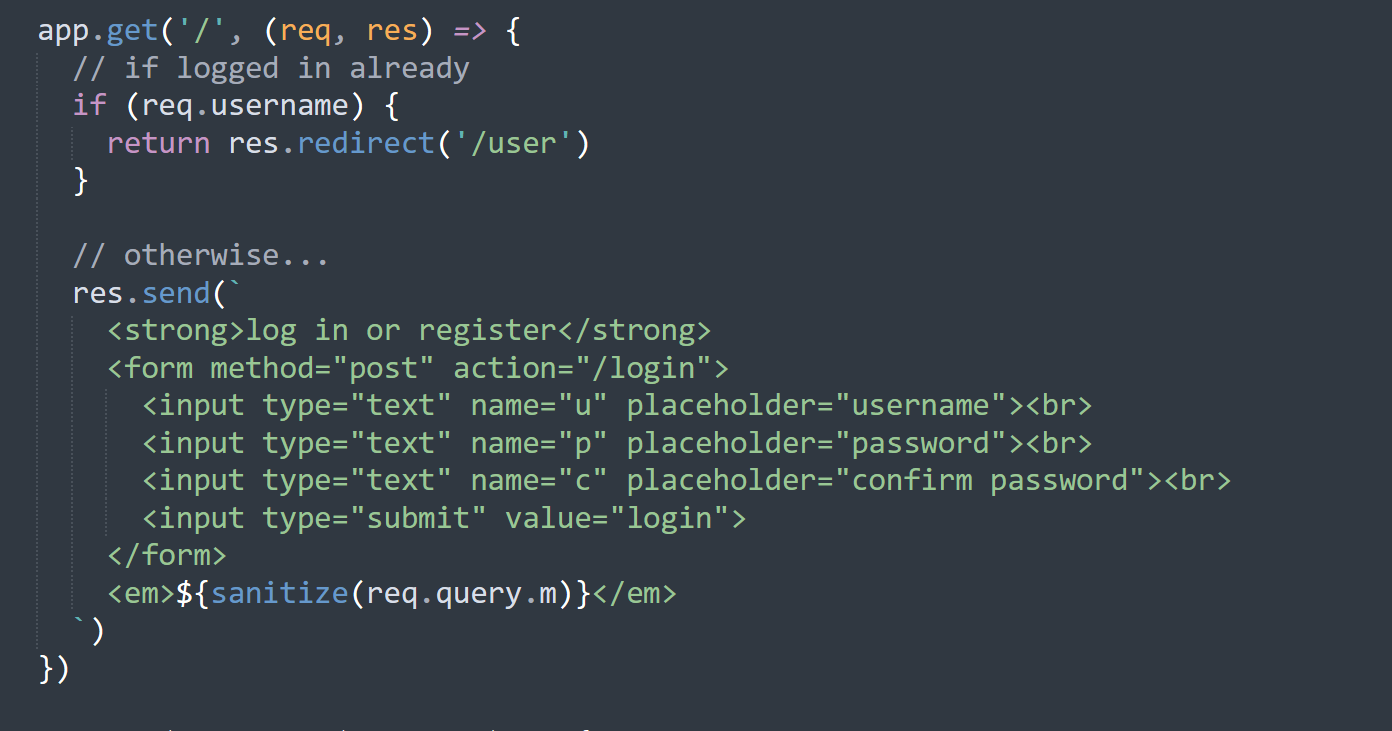 app.get('/', (req, res) => {
  // if logged in already
  if (req.username) {
    return res.redirect('/user')
  }
  // otherwise...
  res.send(`
    <strong>log in or register</strong>
    <form method="post" action="/login">
      <input type="text" name="u" placeholder="username"><br>
      <input type="text" name="p" placeholder="password"><br>
      <input type="text" name="c" placeholder="confirm password"><br>
      <input type="submit" value="login">
    </form>
    <em>${sanitize(req.query.m)}</em>
  `)
})